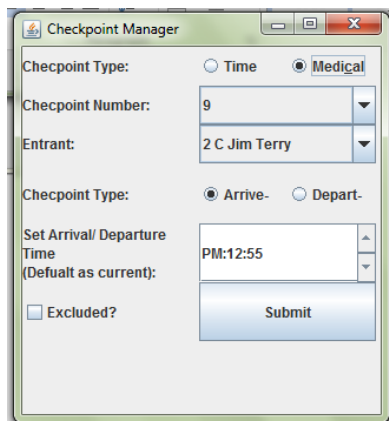 Checkpoint Manager
Checpoint Type: Time Medical
Checpoint Number: 9
Entrant: 2 C Jim Terry
Checpoint Type: Arrive- Depart-
Set Arrival/ Departure
Time
(Defualt as current):
PM:12:55
Excluded? Submit